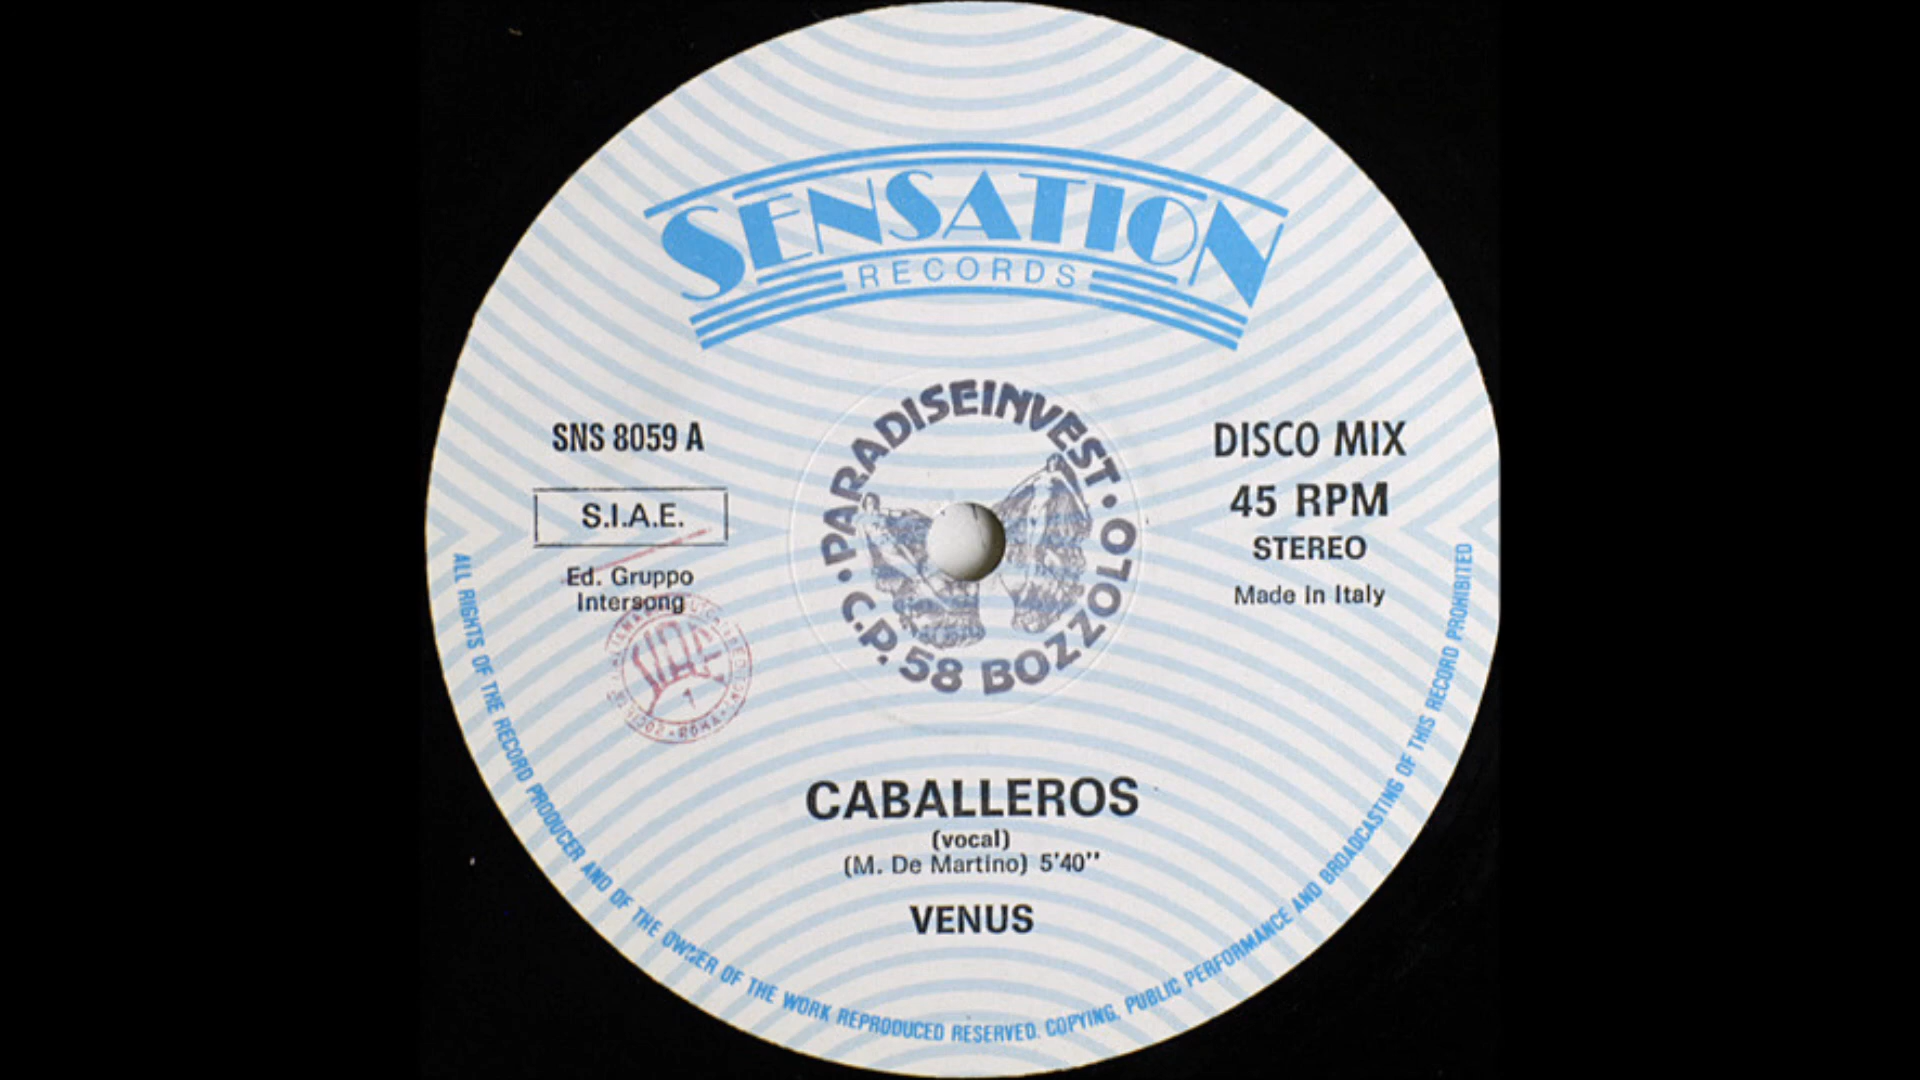 SENSATION
RECORDS
SNS 8059 A
S.I.A.E.
Ed. Gruppo
Intersong
PARADISEINVEST · C.P. 58 BOZZOLO ·
DISCO MIX
45 RPM
STEREO
Made in Italy
ROMA
CABALLEROS
(vocal)
(M. De Martino) 5'40"
VENUS
ALL RIGHTS OF THE RECORD PRODUCER AND OF THE OWNER OF THE WORK REPRODUCED RESERVED. COPYING, PUBLIC PERFORMANCE AND BROADCASTING OF THIS RECORD PROHIBITED